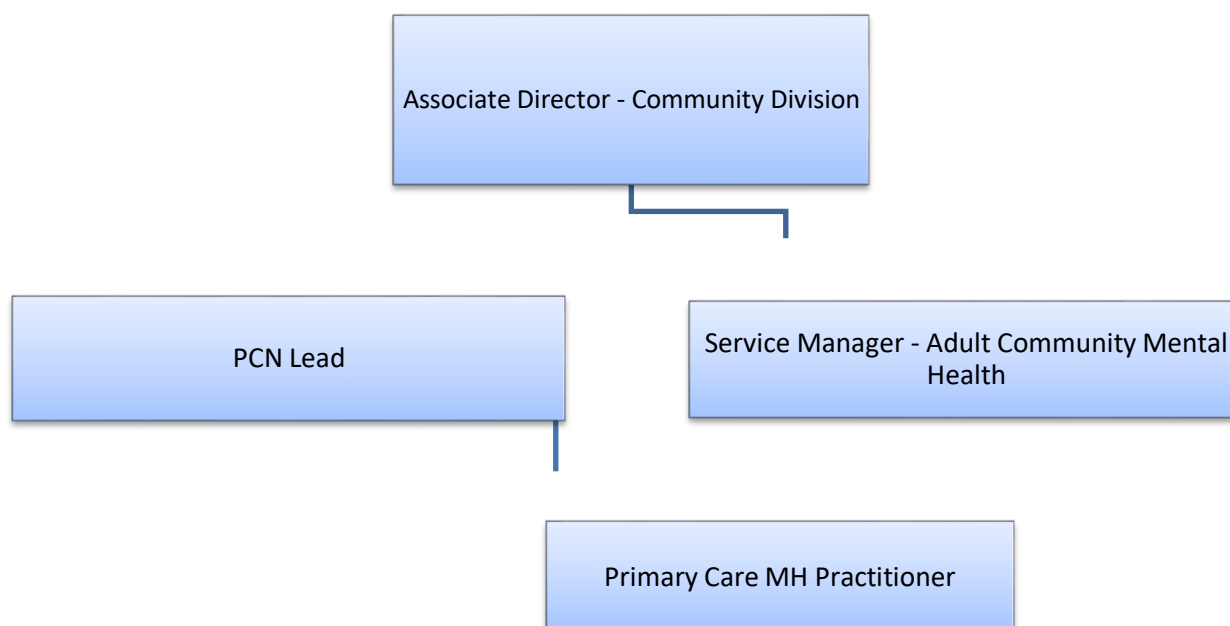 Associate Director - Community Division
PCN Lead
Service Manager - Adult Community Mental
Health
Primary Care MH Practitioner